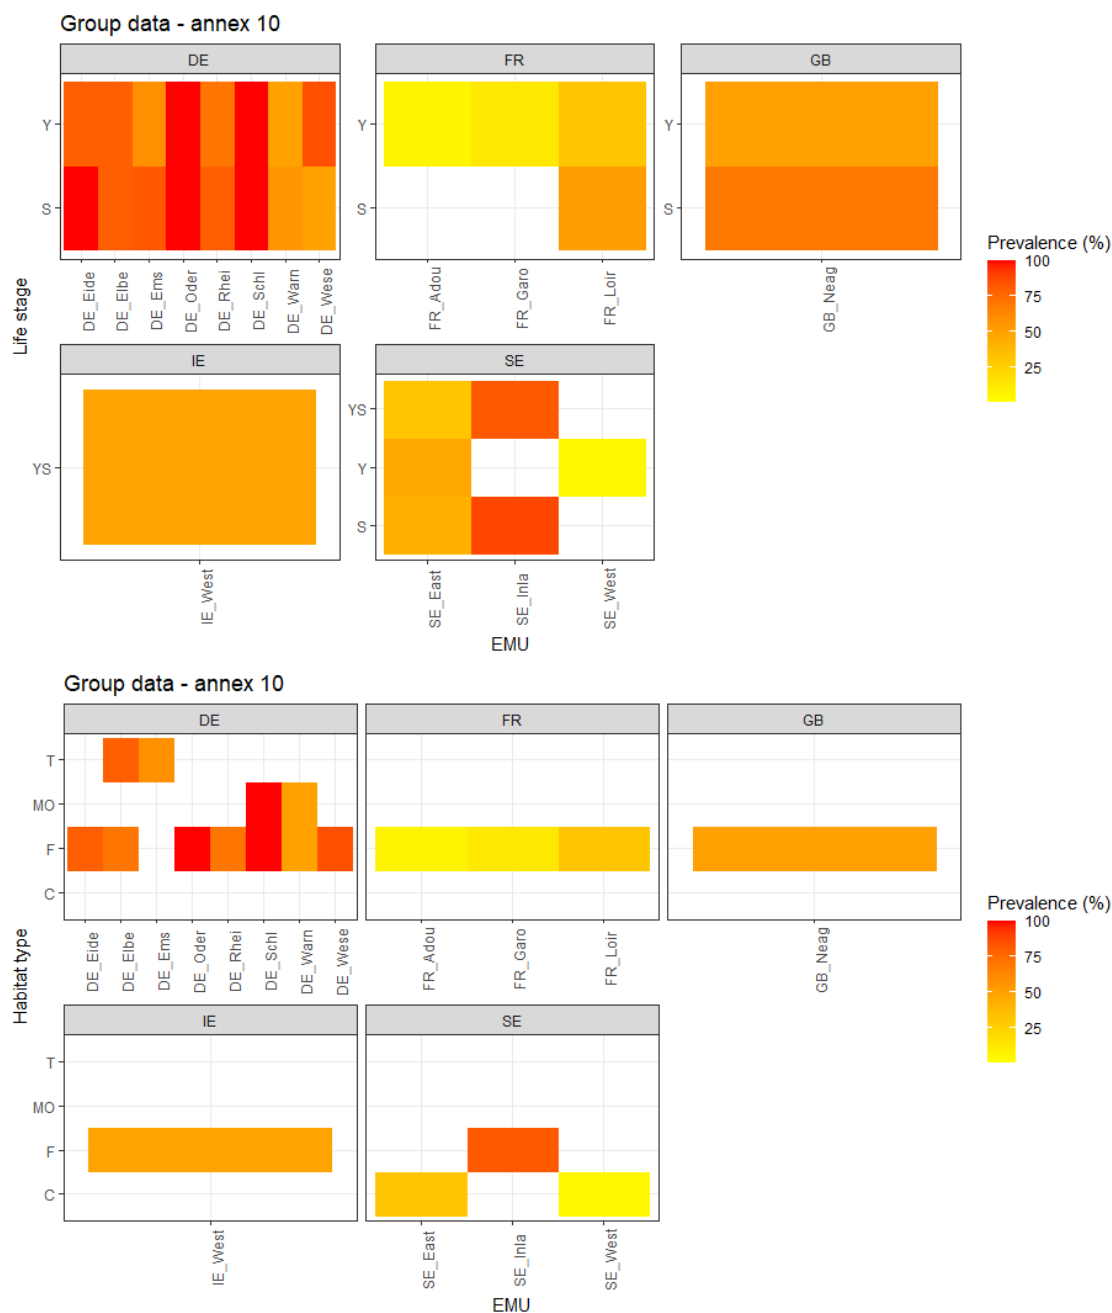 Group data - annex 10
DE
FR
GB
Y
S
Y
S
Y
S
DE_Eide
DE_Elbe
DE_Ems
DE_Oder
DE_Rhei
DE_Schl
DE_Warn
DE_Wese
FR_Adou
FR_Garo
FR_Loir
GB_Neag
Prevalence (%)
100
75
50
25
Life stage
IE
SE
YS
YS
Y
S
IE_West
SE_East
SE_Inla
SE_West
EMU
Group data - annex 10
DE
FR
GB
T
MO
F
C
DE_Eide
DE_Elbe
DE_Ems
DE_Oder
DE_Rhei
DE_Schl
DE_Warn
DE_Wese
FR_Adou
FR_Garo
FR_Loir
GB_Neag
Prevalence (%)
100
75
50
25
Habitat type
IE
SE
T
MO
F
C
IE_West
SE_East
SE_Inla
SE_West
EMU